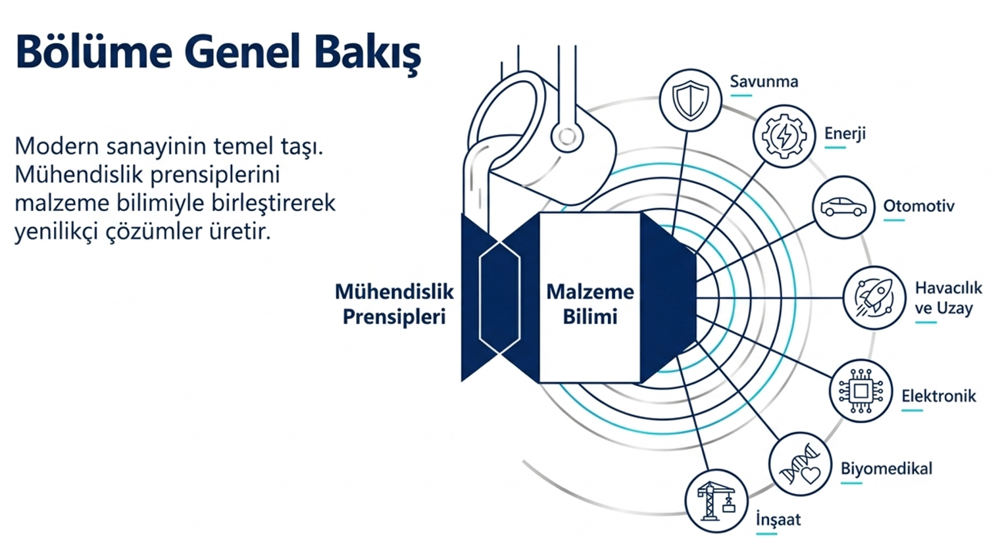 Bölüme Genel Bakış
Modern sanayinin temel taşı.
Mühendislik prensiplerini
malzeme bilimiyle birleştirerek
yenilikçi çözümler üretir.
Mühendislik
Prensipleri
Malzeme
Bilimi
Savunma
Enerji
Otomotiv
Havacılık
ve Uzay
Elektronik
Biyomedikal
İnşaat